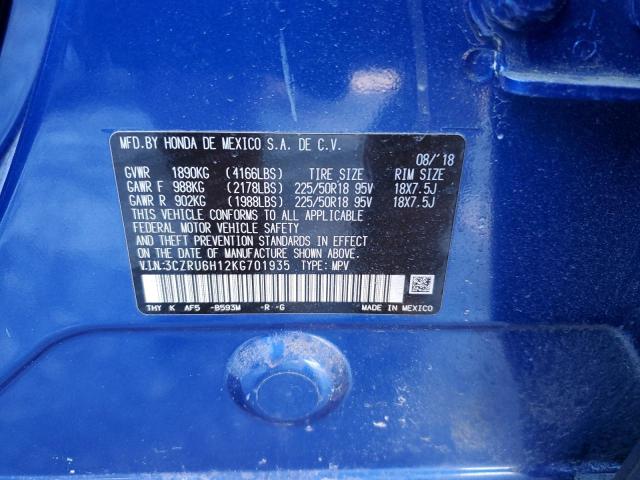 MFD.BY HONDA DE MEXICO S.A. DE C.V.
08/'18
GVWR 1890KG (4166LBS) TIRE SIZE RIM SIZE
GAWR F 988KG (2178LBS) 225/50R18 95V 18X7.5J
GAWR R 902KG (1988LBS) 225/50R18 95V 18X7.5J
THIS VEHICLE CONFORMS TO ALL APPLICABLE
FEDERAL MOTOR VEHICLE SAFETY
AND THEFT PREVENTION STANDARDS IN EFFECT
ON THE DATE OF MANUFACTURE SHOWN ABOVE.
V.I.N.:3CZRU6H12KG701935 TYPE: MPV
THY K AF5 -B593M -R -G MADE IN MEXICO